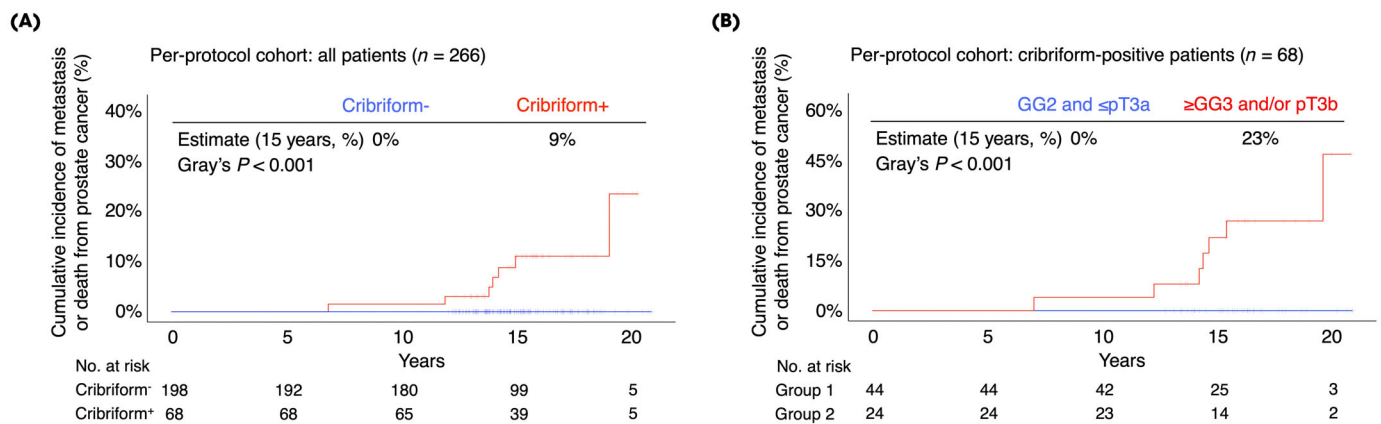 (A)
Per-protocol cohort: all patients (n = 266)
Cumulative incidence of metastasis
or death from prostate cancer (%)
Cribriform- Cribriform+
Estimate (15 years, %) 0% 9%
Gray's P < 0.001
40%
30%
20%
10%
0%
0 5 10 15 20
Years
No. at risk
Cribriform- 198 192 180 99 5
Cribriform+ 68 68 65 39 5
(B)
Per-protocol cohort: cribriform-positive patients (n = 68)
Cumulative incidence of metastasis
or death from prostate cancer (%)
GG2 and ≤pT3a ≥GG3 and/or pT3b
Estimate (15 years, %) 0% 23%
Gray's P < 0.001
60%
45%
30%
15%
0%
0 5 10 15 20
Years
No. at risk
Group 1 44 44 42 25 3
Group 2 24 24 23 14 2